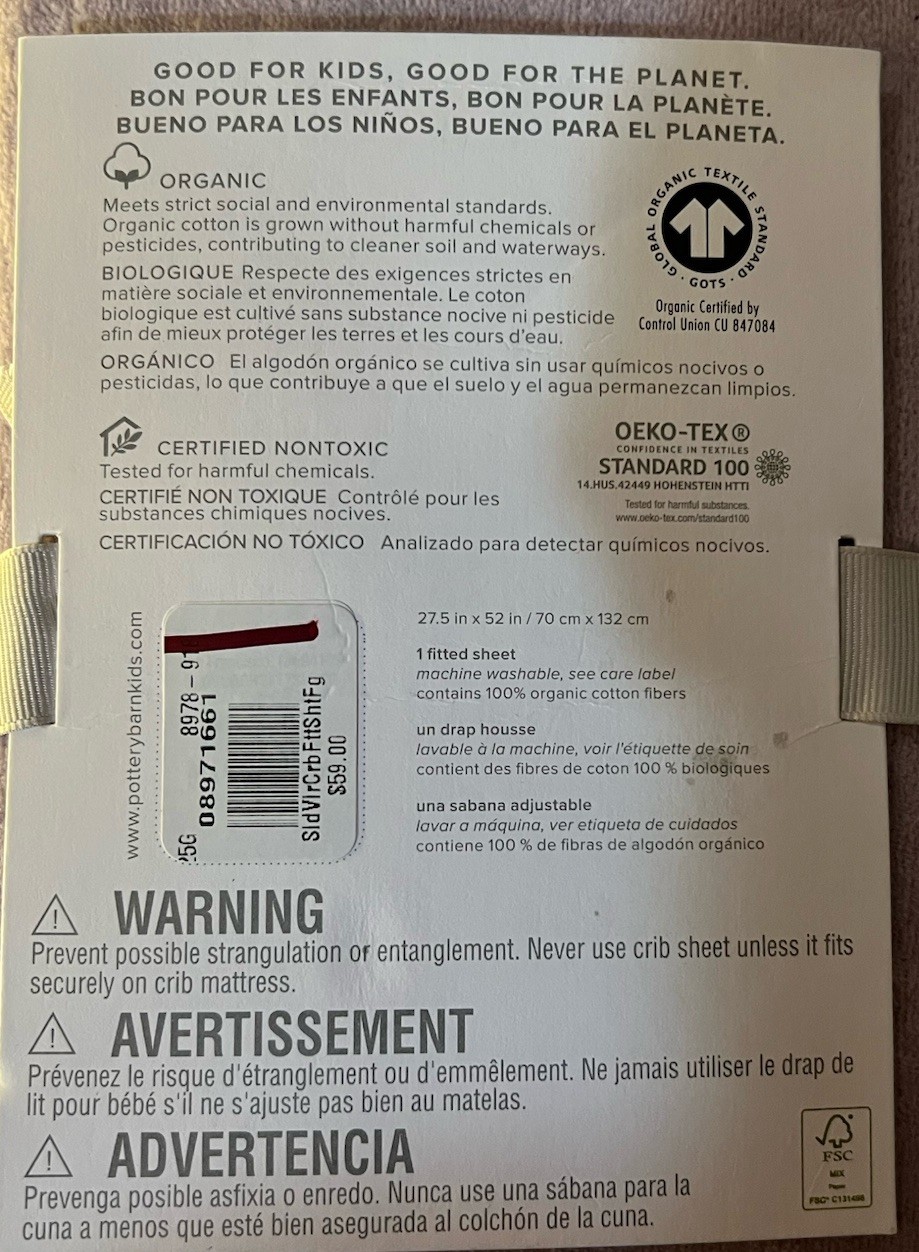 GOOD FOR KIDS, GOOD FOR THE PLANET.
BON POUR LES ENFANTS, BON POUR LA PLANÈTE.
BUENO PARA LOS NIÑOS, BUENO PARA EL PLANETA.
ORGANIC
Meets strict social and environmental standards.
Organic cotton is grown without harmful chemicals or
pesticides, contributing to cleaner soil and waterways.
BIOLOGIQUE Respecte des exigences strictes en
matière sociale et environnementale. Le coton
biologique est cultivé sans substance nocive ni pesticide
afin de mieux protéger les terres et les cours d'eau.
GLOBAL ORGANIC TEXTILE STANDARD · GOTS ·
Organic Certified by
Control Union CU 847084
ORGÁNICO El algodón orgánico se cultiva sin usar químicos nocivos o
pesticidas, lo que contribuye a que el suelo y el agua permanezcan limpios.
CERTIFIED NONTOXIC
Tested for harmful chemicals.
CERTIFIÉ NON TOXIQUE Contrôlé pour les
substances chimiques nocives.
OEKO-TEX®
CONFIDENCE IN TEXTILES
STANDARD 100
14.HUS.42449 HOHENSTEIN HTTI
Tested for harmful substances.
www.oeko-tex.com/standard100
CERTIFICACIÓN NO TÓXICO Analizado para detectar químicos nocivos.
www.potterybarnkids.com
25G 8978-91
08971661
SldVlrCrbFttShtFg
$59.00
27.5 in x 52 in / 70 cm x 132 cm
1 fitted sheet
machine washable, see care label
contains 100% organic cotton fibers
un drap housse
lavable à la machine, voir l'étiquette de soin
contient des fibres de coton 100 % biologiques
una sabana adjustable
lavar a máquina, ver etiqueta de cuidados
contiene 100 % de fibras de algodón orgánico
WARNING
Prevent possible strangulation or entanglement. Never use crib sheet unless it fits
securely on crib mattress.
AVERTISSEMENT
Prévenez le risque d'étranglement ou d'emmêlement. Ne jamais utiliser le drap de
lit pour bébé s'il ne s'ajuste pas bien au matelas.
ADVERTENCIA
Prevenga posible asfixia o enredo. Nunca use una sábana para la
cuna a menos que esté bien asegurada al colchón de la cuna.
FSC
MIX
Paper
FSC® C131498